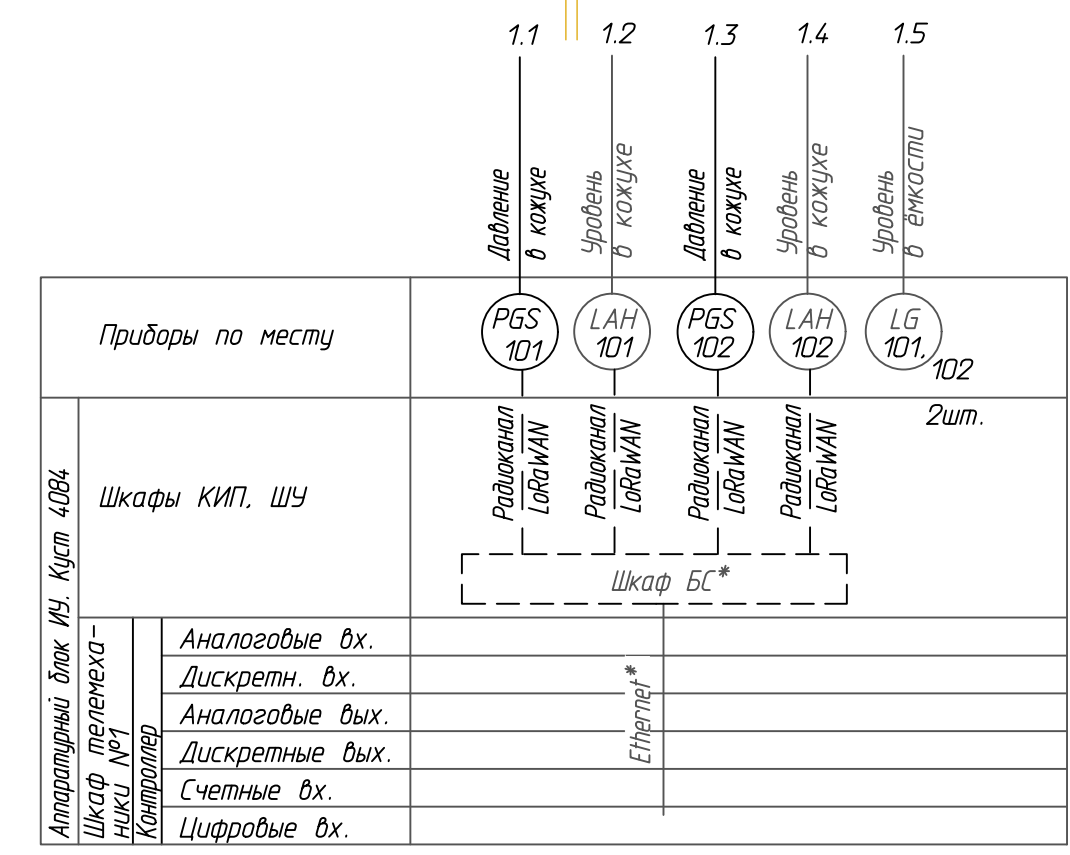 1.1
1.2
1.3
1.4
1.5
Давление
в кожухе
Уровень
в кожухе
Давление
в кожухе
Уровень
в кожухе
Уровень
в ёмкости
Приборы по месту
PGS
101
LAH
101
PGS
102
LAH
102
LG
101,
102
2шт.
Аппаратурный блок ИУ. Куст 4084
Шкафы КИП, ШУ
Радиоканал
LoRaWAN
Радиоканал
LoRaWAN
Радиоканал
LoRaWAN
Радиоканал
LoRaWAN
Шкаф БС*
Шкаф телемеха-
ники №1
Контроллер
Аналоговые вх.
Дискретн. вх.
Аналоговые вых.
Дискретные вых.
Счетные вх.
Цифровые вх.
Ethernet*